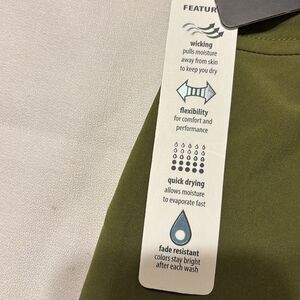 FEATUR
wicking
pulls moisture
away from skin
to keep you dry
flexibility
for comfort and
performance
quick drying
allows moisture
to evaporate fast
fade resistant
colors stay bright
after each wash